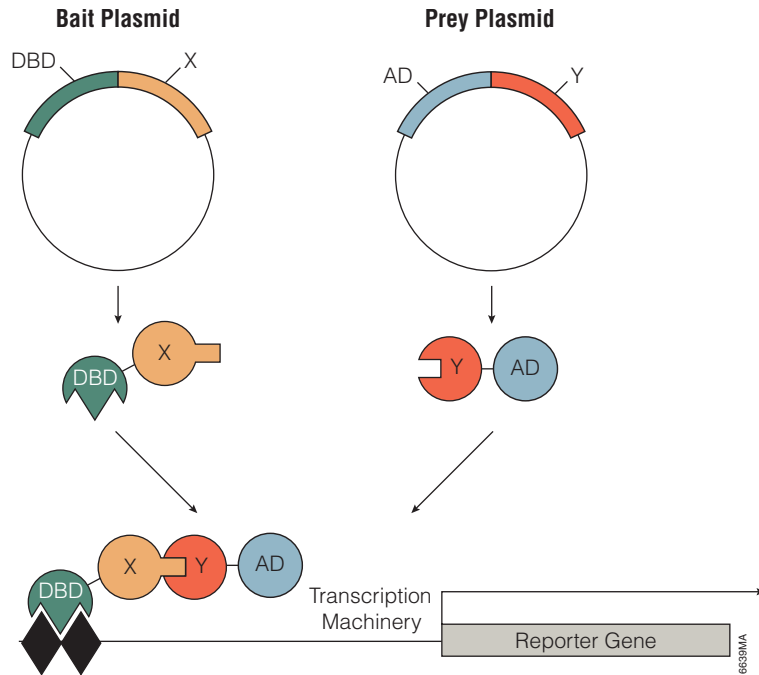 Bait Plasmid
Prey Plasmid
DBD
X
AD
Y
X
DBD
Y
AD
X
Y
AD
DBD
Transcription
Machinery
Reporter Gene
6639MA